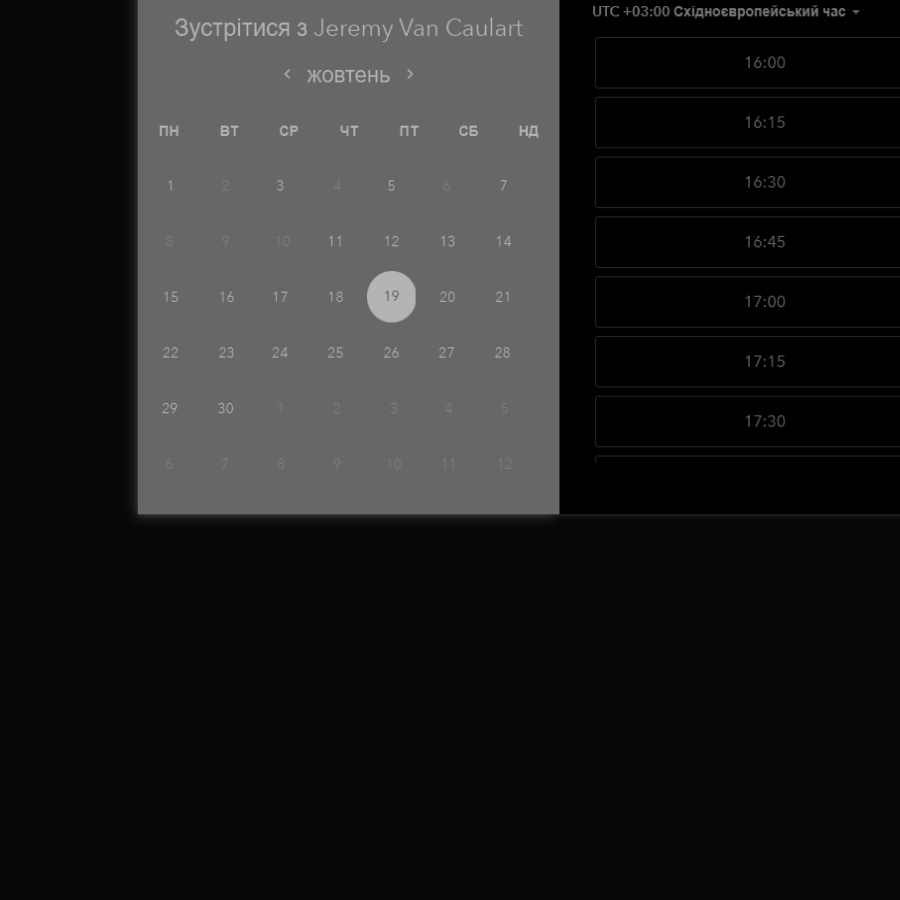 Зустрітися з Jeremy Van Caulart
‹ жовтень ›
ПН ВТ СР ЧТ ПТ СБ НД
1 2 3 4 5 6 7
8 9 10 11 12 13 14
15 16 17 18 19 20 21
22 23 24 25 26 27 28
29 30 1 2 3 4 5
6 7 8 9 10 11 12
UTC +03:00 Східноєвропейський час
16:00
16:15
16:30
16:45
17:00
17:15
17:30